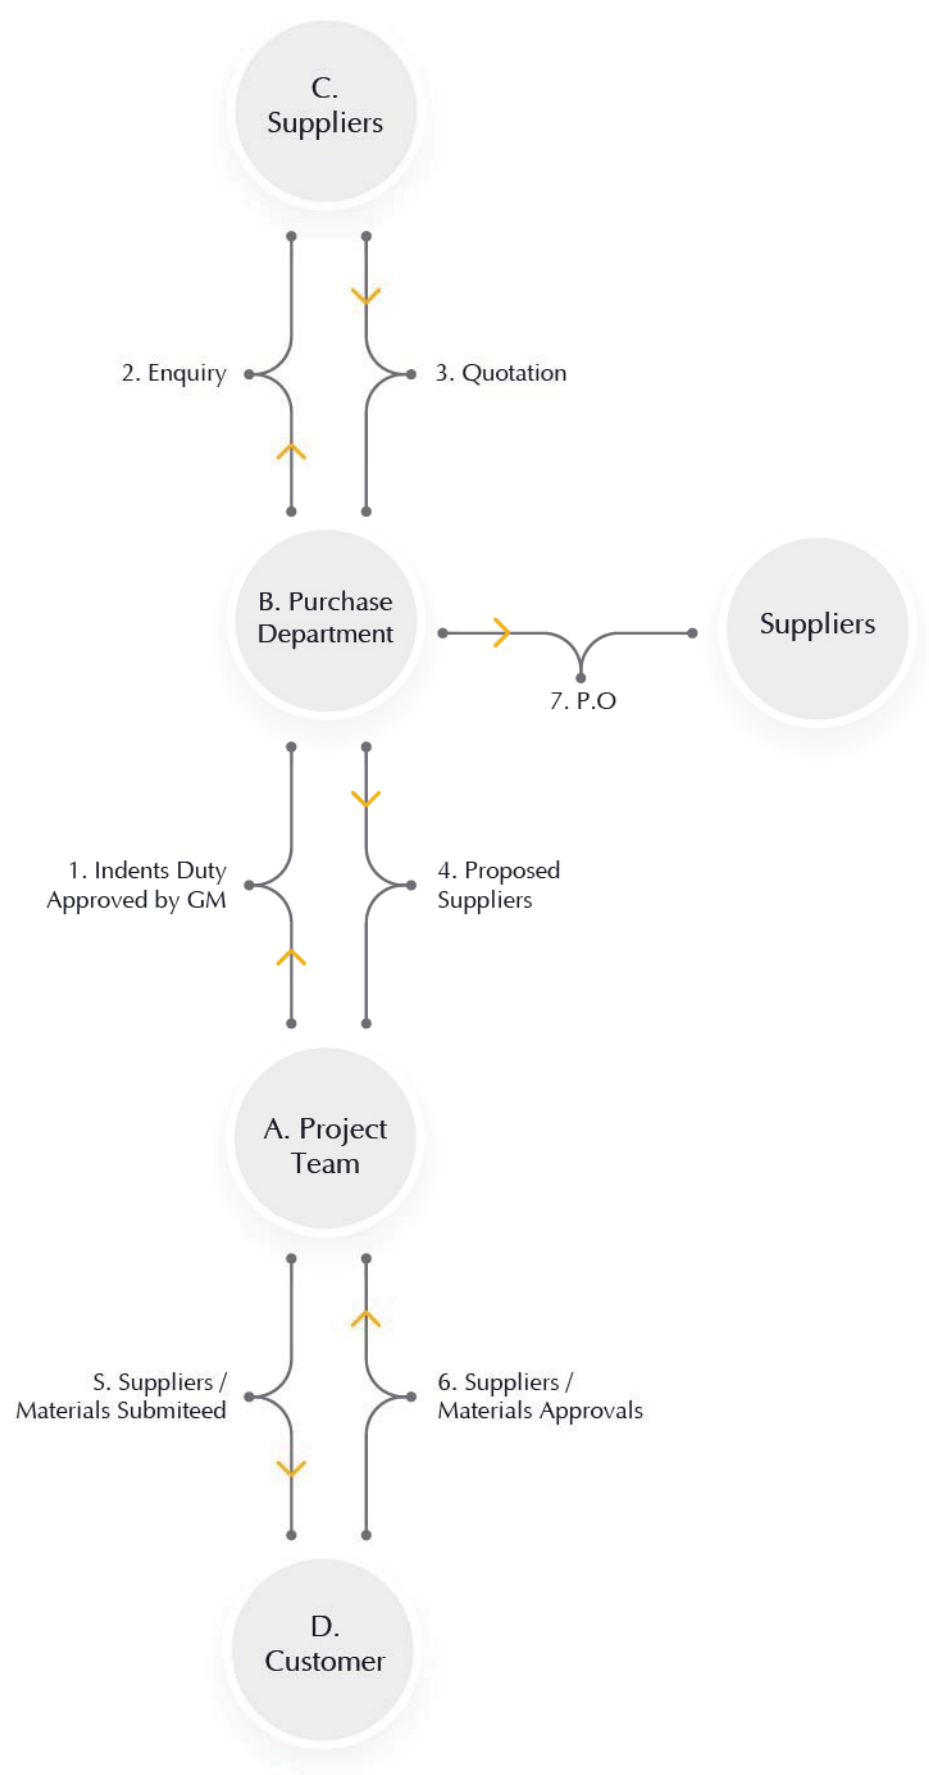 C.
Suppliers
2. Enquiry
3. Quotation
B. Purchase
Department
Suppliers
7. P.O
1. Indents Duty
Approved by GM
4. Proposed
Suppliers
A. Project
Team
S. Suppliers /
Materials Submiteed
6. Suppliers /
Materials Approvals
D.
Customer